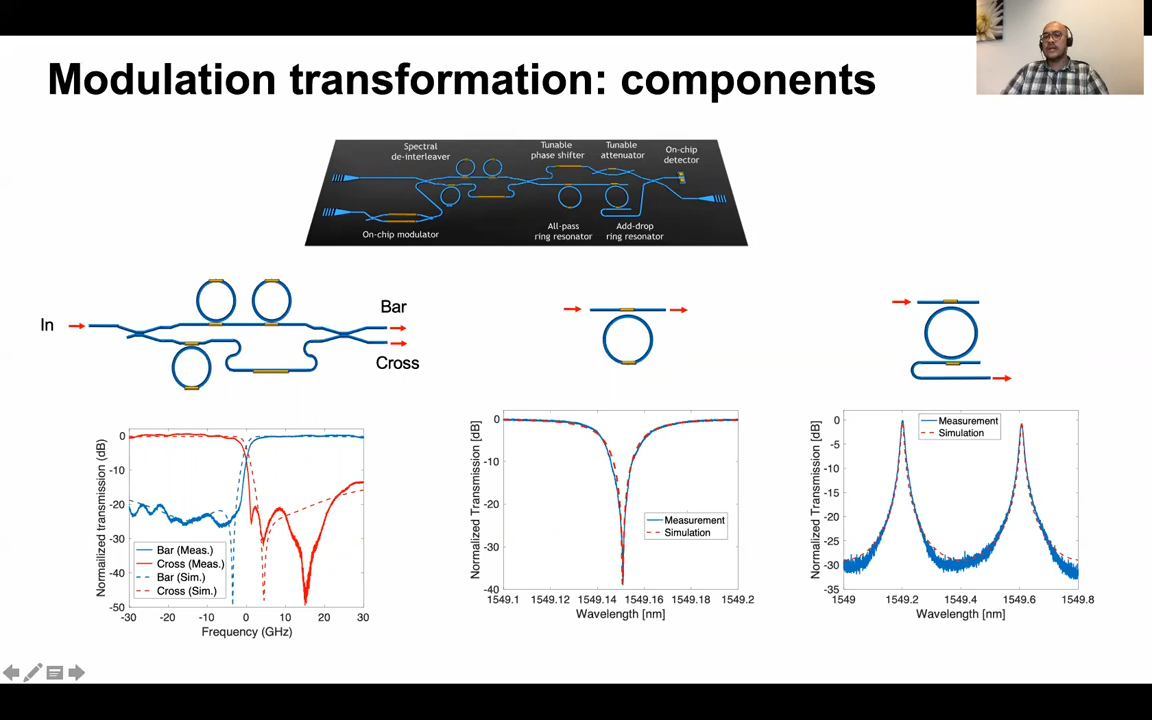 Modulation transformation: components
Spectral
de-interleaver
Tunable
phase shifter
Tunable
attenuator
On-chip
detector
On-chip modulator
All-pass
ring resonator
Add-drop
ring resonator
In
Bar
Cross
Normalized transmission (dB)
0
-10
-20
-30
-40
-50
Bar (Meas.)
Cross (Meas.)
Bar (Sim.)
Cross (Sim.)
-30 -20 -10 0 10 20 30
Frequency (GHz)
Normalized Transmission [dB]
0
-10
-20
-30
-40
Measurement
Simulation
1549.1 1549.12 1549.14 1549.16 1549.18 1549.2
Wavelength [nm]
Normalized Transmission [dB]
0
-5
-10
-15
-20
-25
-30
-35
Measurement
Simulation
1549 1549.2 1549.4 1549.6 1549.8
Wavelength [nm]